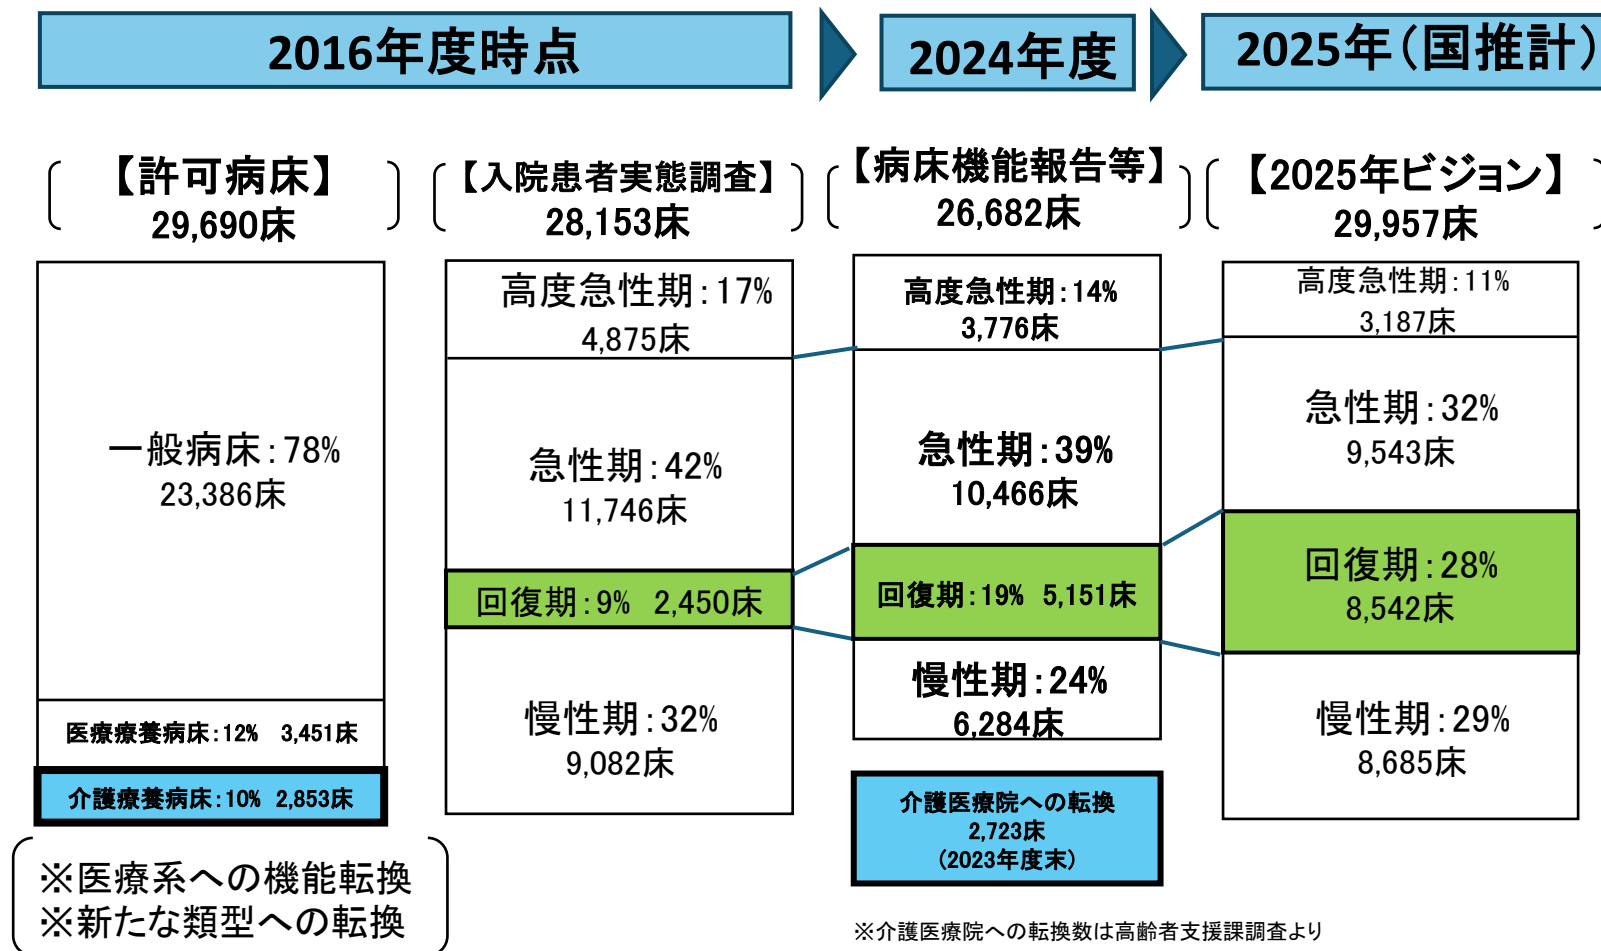 2016年度時点
2024年度
2025年（国推計）
【許可病床】
29,690床
【入院患者実態調査】
28,153床
【病床機能報告等】
26,682床
【2025年ビジョン】
29,957床
一般病床：78%
23,386床
医療療養病床：12% 3,451床
介護療養病床：10% 2,853床
※医療系への機能転換
※新たな類型への転換
高度急性期：17%
4,875床
急性期：42%
11,746床
回復期：9% 2,450床
慢性期：32%
9,082床
高度急性期：14%
3,776床
急性期：39%
10,466床
回復期：19% 5,151床
慢性期：24%
6,284床
介護医療院への転換
2,723床
（2023年度末）
高度急性期：11%
3,187床
急性期：32%
9,543床
回復期：28%
8,542床
慢性期：29%
8,685床
※介護医療院への転換数は高齢者支援課調査より